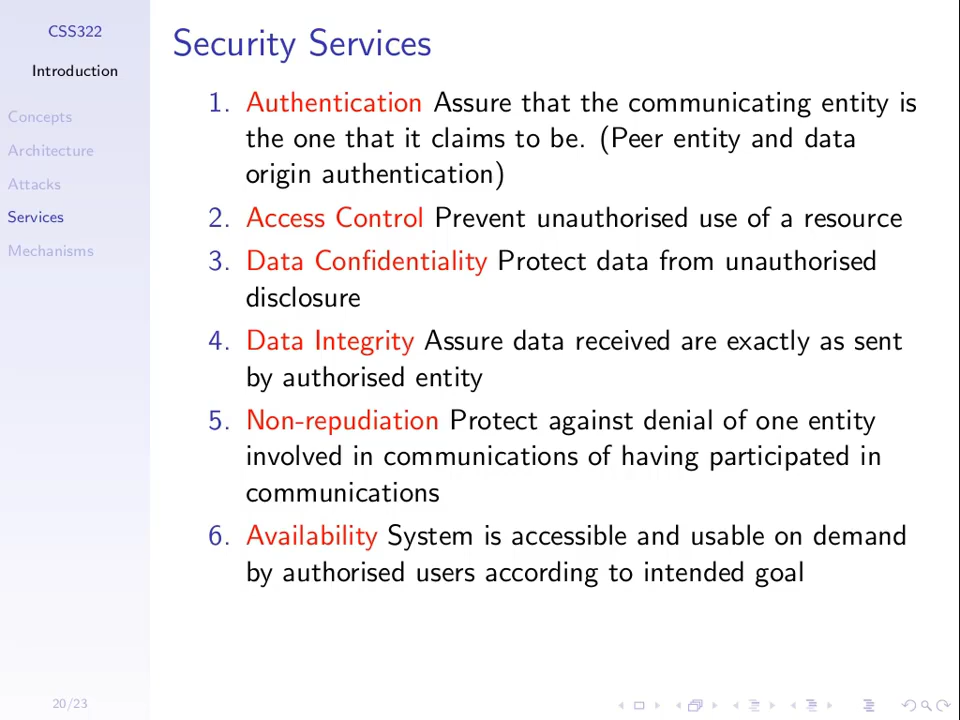 CSS322
Introduction
Concepts
Architecture
Attacks
Services
Mechanisms
20/23
Security Services
1. Authentication Assure that the communicating entity is
the one that it claims to be. (Peer entity and data
origin authentication)
2. Access Control Prevent unauthorised use of a resource
3. Data Confidentiality Protect data from unauthorised
disclosure
4. Data Integrity Assure data received are exactly as sent
by authorised entity
5. Non-repudiation Protect against denial of one entity
involved in communications of having participated in
communications
6. Availability System is accessible and usable on demand
by authorised users according to intended goal